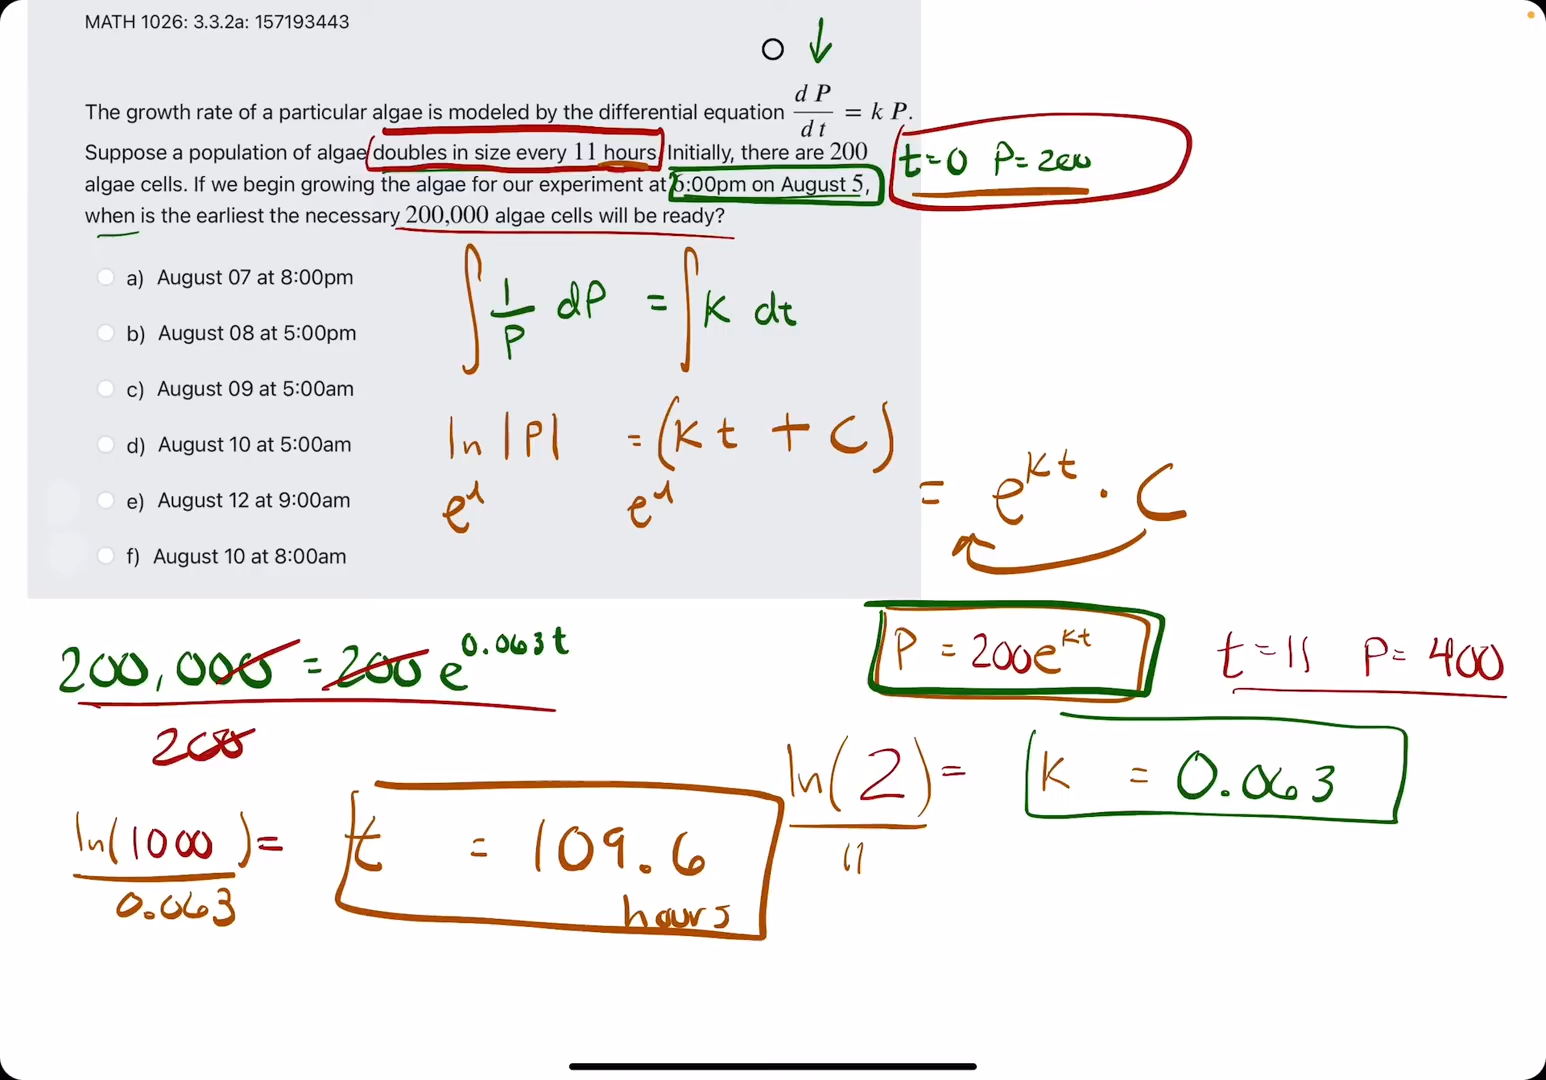 MATH 1026: 3.3.2a: 157193443
The growth rate of a particular algae is modeled by the differential equation dP/dt = k P.
Suppose a population of algae doubles in size every 11 hours. Initially, there are 200
algae cells. If we begin growing the algae for our experiment at :00pm on August 5,
when is the earliest the necessary 200,000 algae cells will be ready?
t=0 P=200
a) August 07 at 8:00pm
b) August 08 at 5:00pm
c) August 09 at 5:00am
d) August 10 at 5:00am
e) August 12 at 9:00am
f) August 10 at 8:00am
∫ 1/P dP = ∫ K dt
ln |P| = (Kt + C)
e e
= e^Kt · C
200,000 = 200 e^0.063t
200
P = 200e^Kt
t=11 P= 400
ln(2) = K = 0.063
11
ln(1000) = t = 109.6
0.063
hours